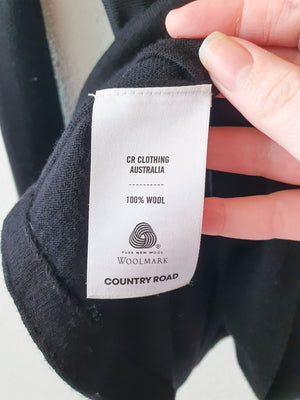 CR CLOTHING
AUSTRALIA
100% WOOL
PURE NEW WOOL
WOOLMARK
COUNTRY ROAD